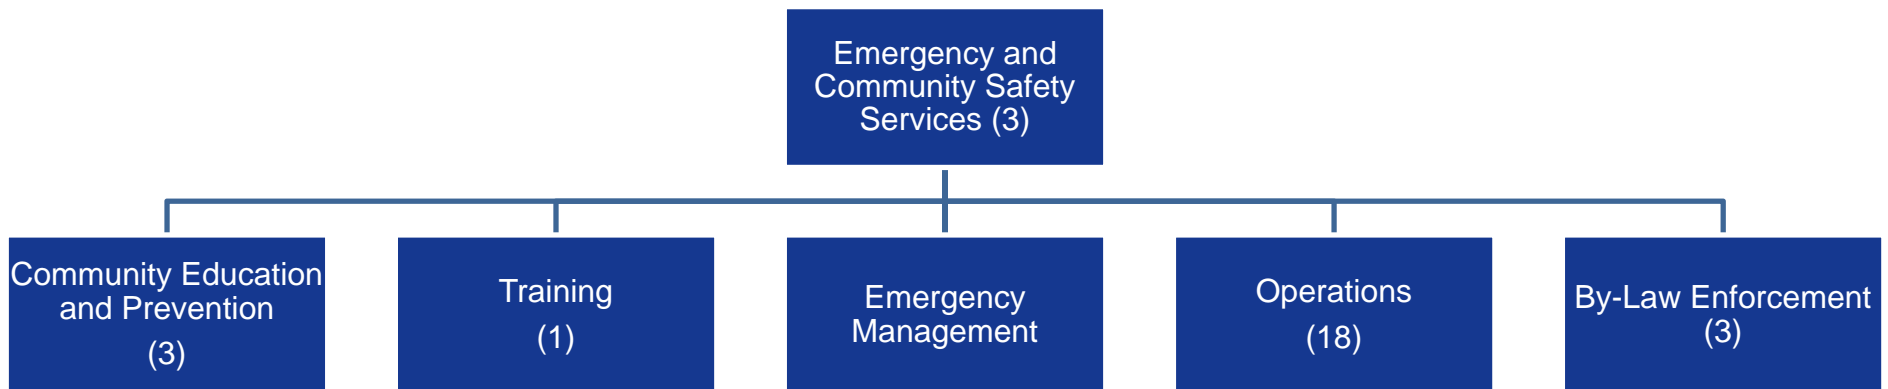 Emergency and
Community Safety
Services (3)
Community Education
and Prevention
(3)
Training
(1)
Emergency
Management
Operations
(18)
By-Law Enforcement
(3)